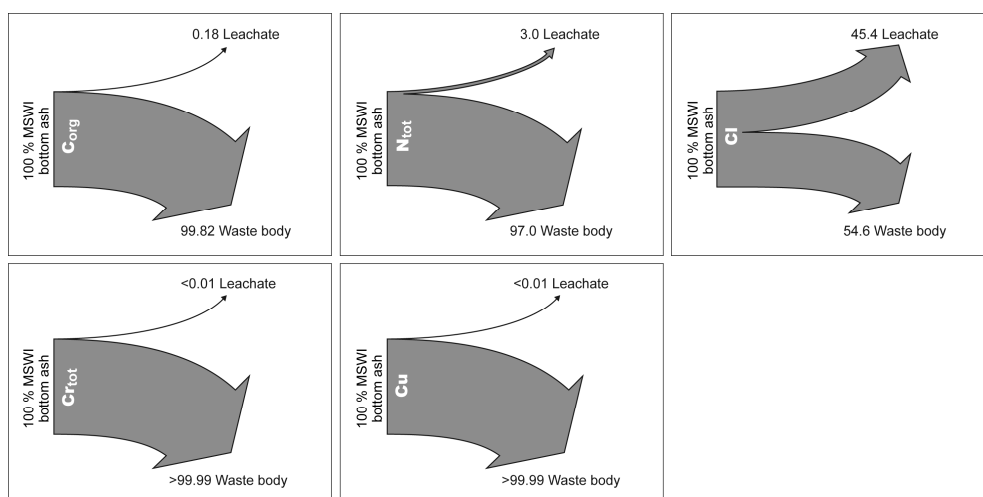 0.18 Leachate
100 % MSWI
bottom ash
Corg
99.82 Waste body
3.0 Leachate
100 % MSWI
bottom ash
Ntot
97.0 Waste body
45.4 Leachate
100 % MSWI
bottom ash
Cl
54.6 Waste body
<0.01 Leachate
100 % MSWI
bottom ash
Crtot
>99.99 Waste body
<0.01 Leachate
100 % MSWI
bottom ash
Cu
>99.99 Waste body